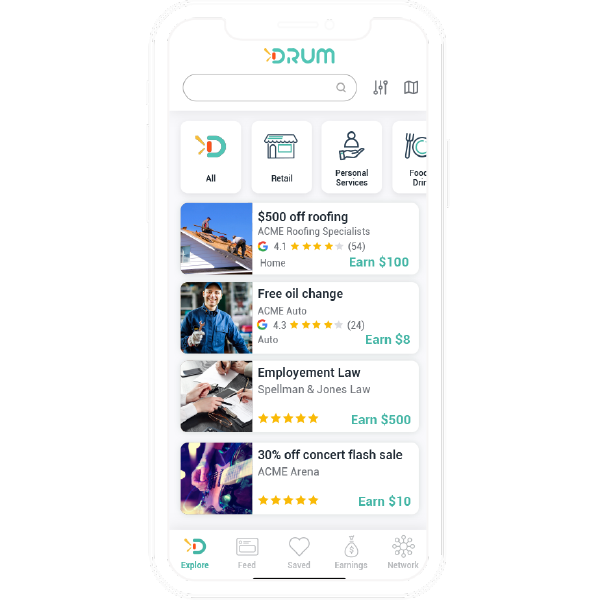 DRUM
All
Retail
Personal
Services
Food
Drin
$500 off roofing
ACME Roofing Specialists
4.1 (54)
Home Earn $100
Free oil change
ACME Auto
4.3 (24)
Auto Earn $8
Employement Law
Spellman & Jones Law
Earn $500
30% off concert flash sale
ACME Arena
Earn $10
Explore Feed Saved Earnings Network